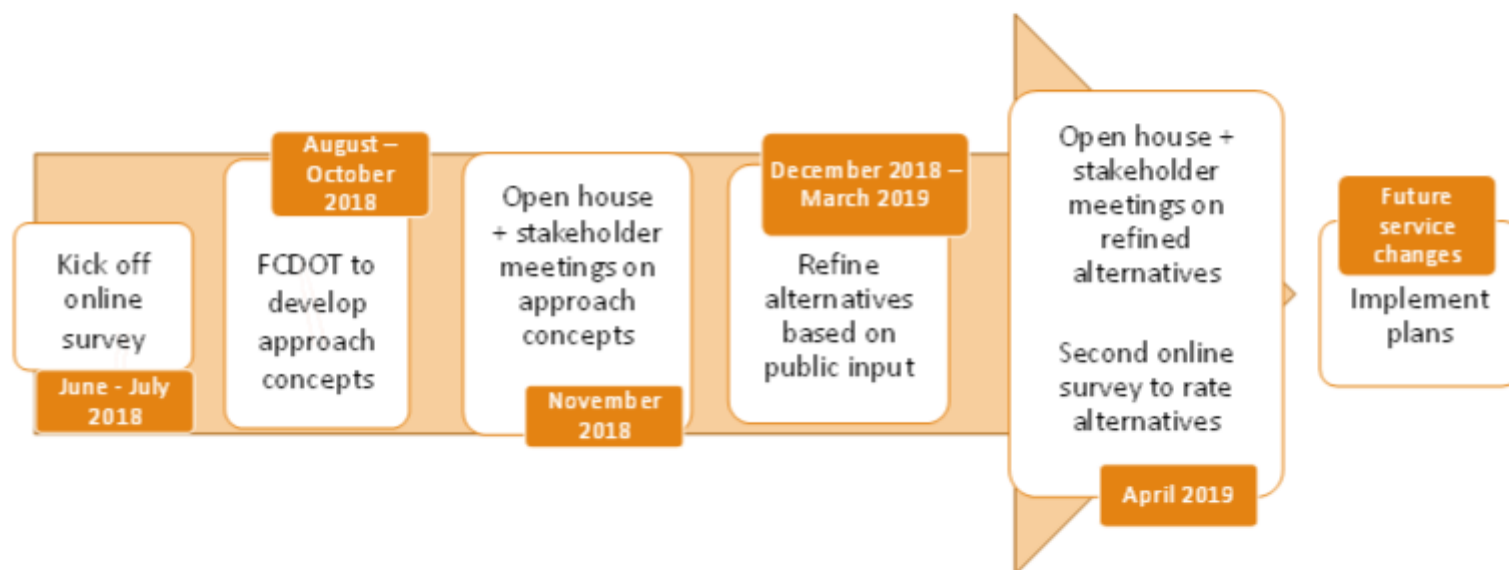 Kick off
online
survey
June - July
2018
August –
October
2018
FCDOT to
develop
approach
concepts
Open house
+ stakeholder
meetings on
approach
concepts
November
2018
December 2018 –
March 2019
Refine
alternatives
based on
public input
Open house +
stakeholder
meetings on
refined
alternatives
Second online
survey to rate
alternatives
April 2019
Future
service
changes
Implement
plans